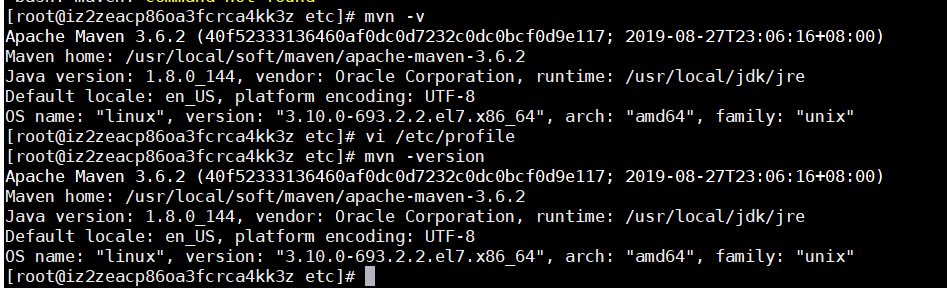 [root@iz2zeacp86oa3fcrca4kk3z etc]# mvn -v
Apache Maven 3.6.2 (40f52333136460af0dc0d7232c0dc0bcf0d9e117; 2019-08-27T23:06:16+08:00)
Maven home: /usr/local/soft/maven/apache-maven-3.6.2
Java version: 1.8.0_144, vendor: Oracle Corporation, runtime: /usr/local/jdk/jre
Default locale: en_US, platform encoding: UTF-8
OS name: "linux", version: "3.10.0-693.2.2.el7.x86_64", arch: "amd64", family: "unix"
[root@iz2zeacp86oa3fcrca4kk3z etc]# vi /etc/profile
[root@iz2zeacp86oa3fcrca4kk3z etc]# mvn -version
Apache Maven 3.6.2 (40f52333136460af0dc0d7232c0dc0bcf0d9e117; 2019-08-27T23:06:16+08:00)
Maven home: /usr/local/soft/maven/apache-maven-3.6.2
Java version: 1.8.0_144, vendor: Oracle Corporation, runtime: /usr/local/jdk/jre
Default locale: en_US, platform encoding: UTF-8
OS name: "linux", version: "3.10.0-693.2.2.el7.x86_64", arch: "amd64", family: "unix"
[root@iz2zeacp86oa3fcrca4kk3z etc]#